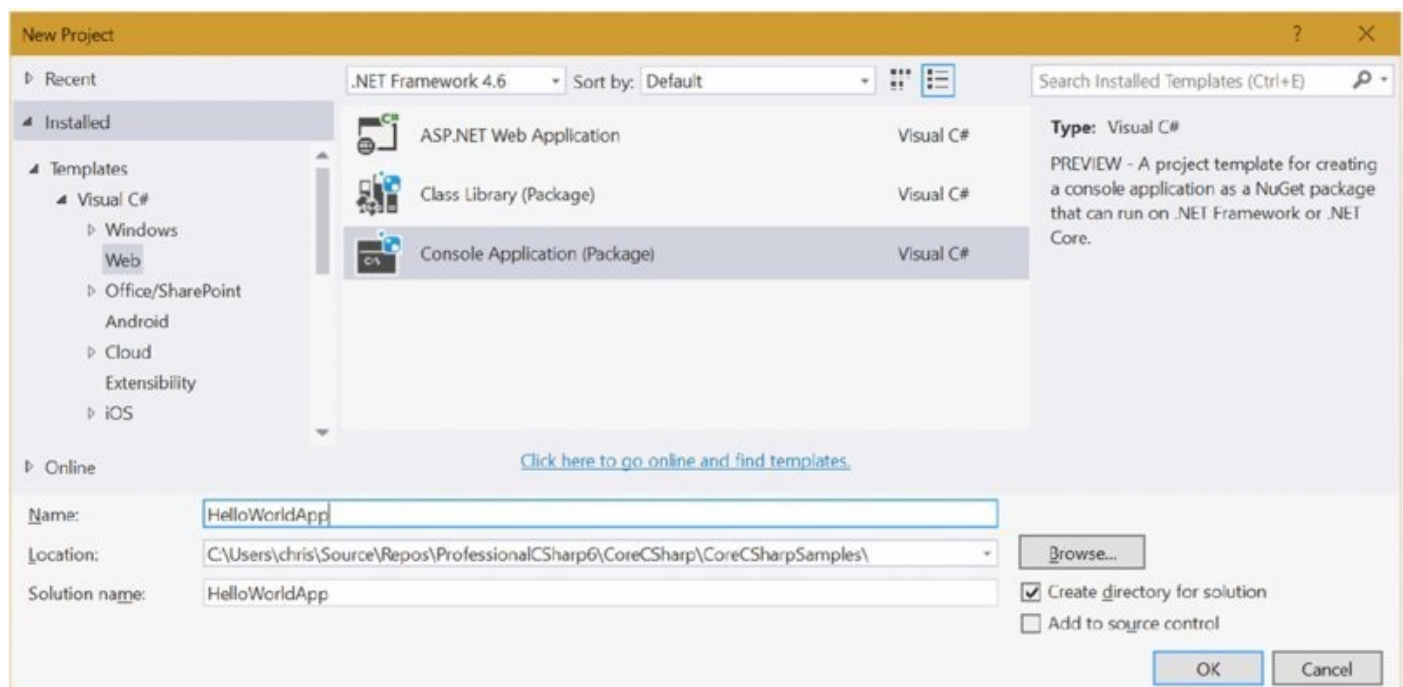 New Project
? ×
Recent
.NET Framework 4.6 Sort by: Default
Search Installed Templates (Ctrl+E)
Installed
Templates
Visual C#
Windows
Web
Office/SharePoint
Android
Cloud
Extensibility
iOS
Online
C# ASP.NET Web Application Visual C#
Class Library (Package) Visual C#
C:\ Console Application (Package) Visual C#
Click here to go online and find templates.
Type: Visual C#
PREVIEW - A project template for creating
a console application as a NuGet package
that can run on .NET Framework or .NET
Core.
Name: HelloWorldApp
Location: C:\Users\chris\Source\Repos\ProfessionalCSharp6\CoreCSharp\CoreCSharpSamples\
Browse...
Solution name: HelloWorldApp
Create directory for solution
Add to source control
OK Cancel